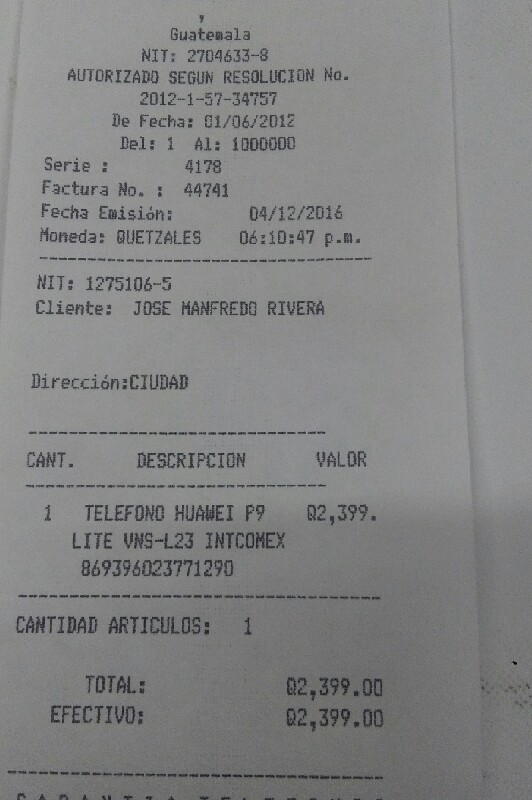 Guatemala
NIT: 2704633-8
AUTORIZADO SEGUN RESOLUCION No.
2012-1-57-34757
De Fecha: 01/06/2012
Del: 1 Al: 1000000
Serie : 4178
Factura No. : 44741
Fecha Emisión: 04/12/2016
Moneda: QUETZALES 06:10:47 p.m.
NIT: 1275106-5
Cliente: JOSE MANFREDO RIVERA
Dirección:CIUDAD
CANT. DESCRIPCION VALOR
1 TELEFONO HUAWEI P9 Q2,399.
LITE VNS-L23 INTCOMEX
869396023771290
CANTIDAD ARTICULOS: 1
TOTAL: Q2,399.00
EFECTIVO: Q2,399.00